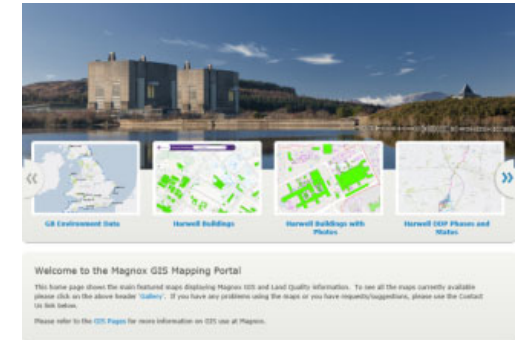 GB Environment Data
Harwell Buildings
Harwell Buildings with
Photos
Harwell DDP Phases and
States
Welcome to the Magnox GIS Mapping Portal
This home page shows the main featured maps displaying Magnox GIS and Land Quality information. To see all the maps currently available
please click on the above header 'Gallery'. If you have any problems using the maps or you have requests/suggestions, please use the Contact
Us link below.
Please refer to the GIS Pages for more information on GIS use at Magnox.